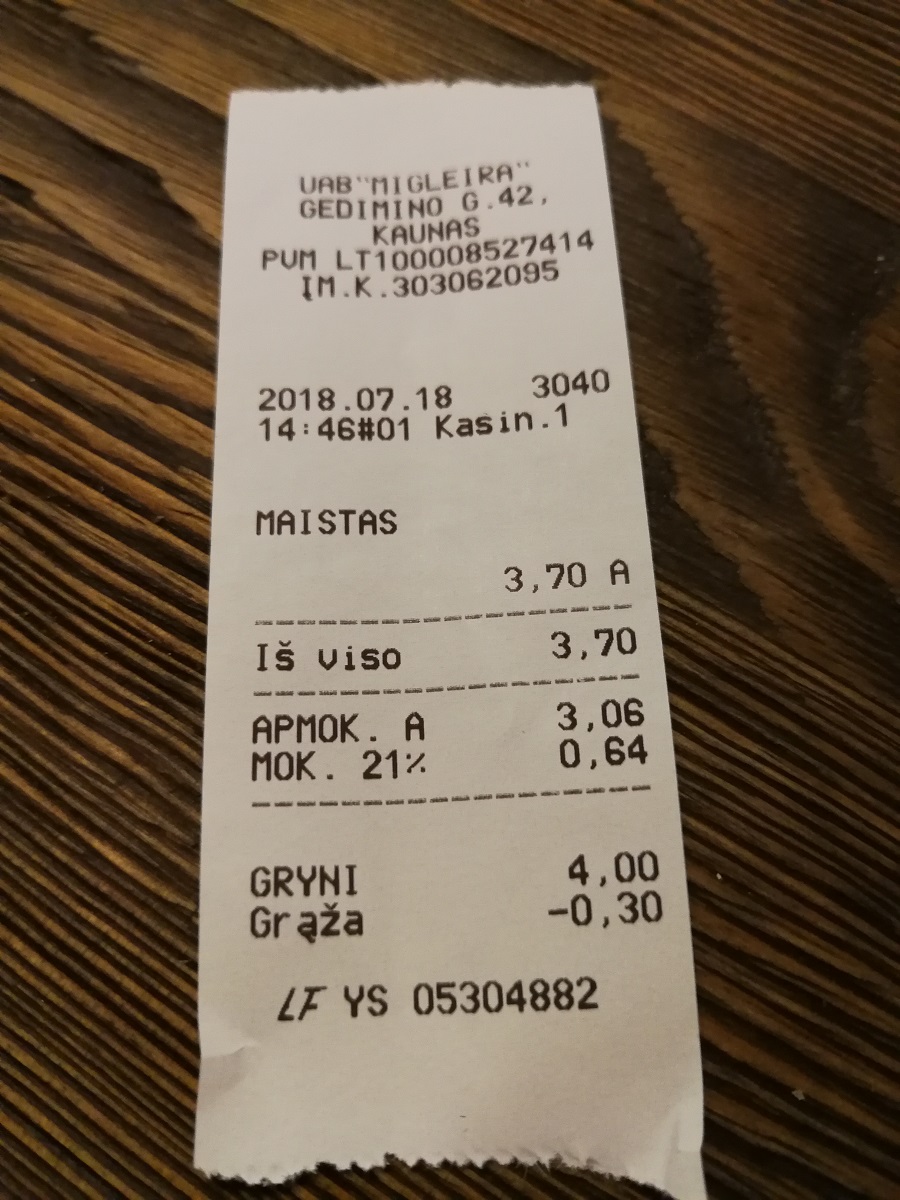 UAB"MIGLEIRA"
GEDIMINO G.42,
KAUNAS
PVM LT100008527414
ĮM.K.303062095
2018.07.18 3040
14:46#01 Kasin.1
MAISTAS
3,70 A
Iš viso 3,70
APMOK. A 3,06
MOK. 21% 0,64
GRYNI 4,00
Grąža -0,30
LF YS 05304882